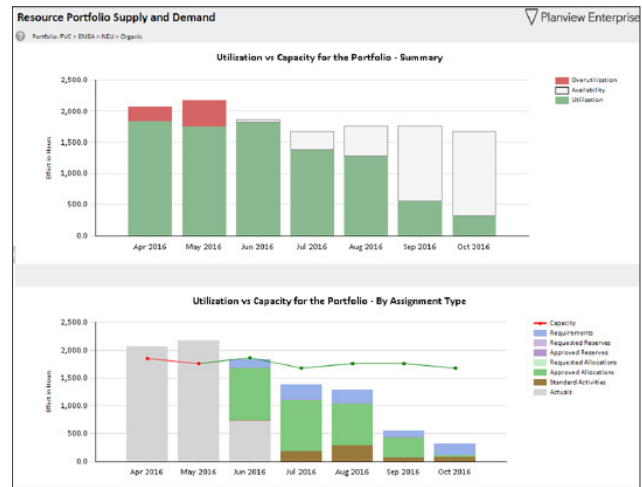 Resource Portfolio Supply and Demand
Planview Enterprise
Portfolio: PVC > EMEA > NEU > Organic
Utilization vs Capacity for the Portfolio - Summary
2,500.0
2,000.0
1,500.0
1,000.0
500.0
0.0
Effort in Hours
Apr 2016 May 2016 Jun 2016 Jul 2016 Aug 2016 Sep 2016 Oct 2016
Overutilization
Availability
Utilization
Utilization vs Capacity for the Portfolio - By Assignment Type
2,500.0
2,000.0
1,500.0
1,000.0
500.0
0.0
Effort in Hours
Apr 2016 May 2016 Jun 2016 Jul 2016 Aug 2016 Sep 2016 Oct 2016
Capacity
Requirements
Requested Reserves
Approved Reserves
Requested Allocations
Approved Allocations
Standard Activities
Actuals